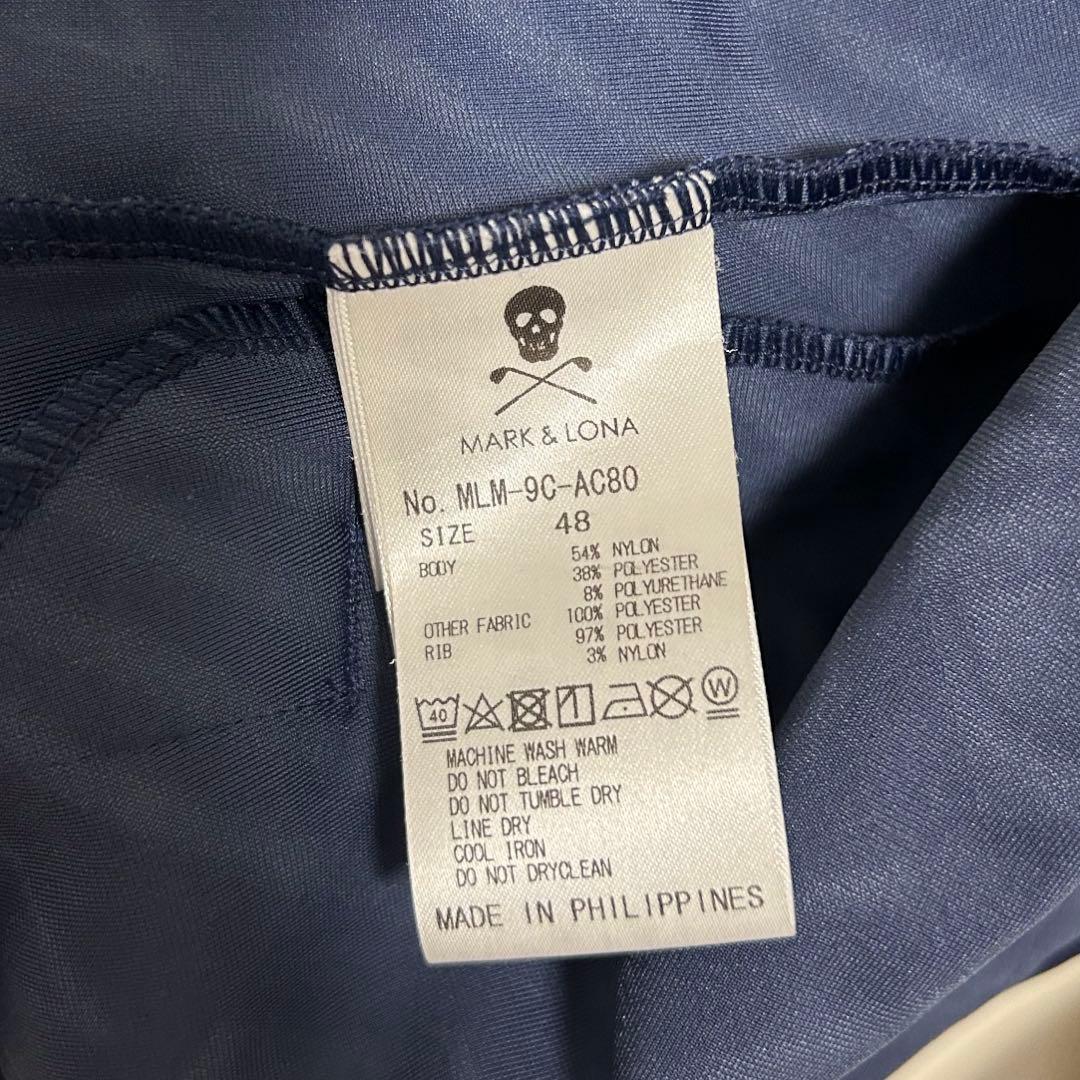 MARK & LONA
No. MLM-9C-AC80
SIZE 48
BODY 54% NYLON
38% POLYESTER
8% POLYURETHANE
OTHER FABRIC 100% POLYESTER
RIB 97% POLYESTER
3% NYLON
40 W
MACHINE WASH WARM
DO NOT BLEACH
DO NOT TUMBLE DRY
LINE DRY
COOL IRON
DO NOT DRYCLEAN
MADE IN PHILIPPINES